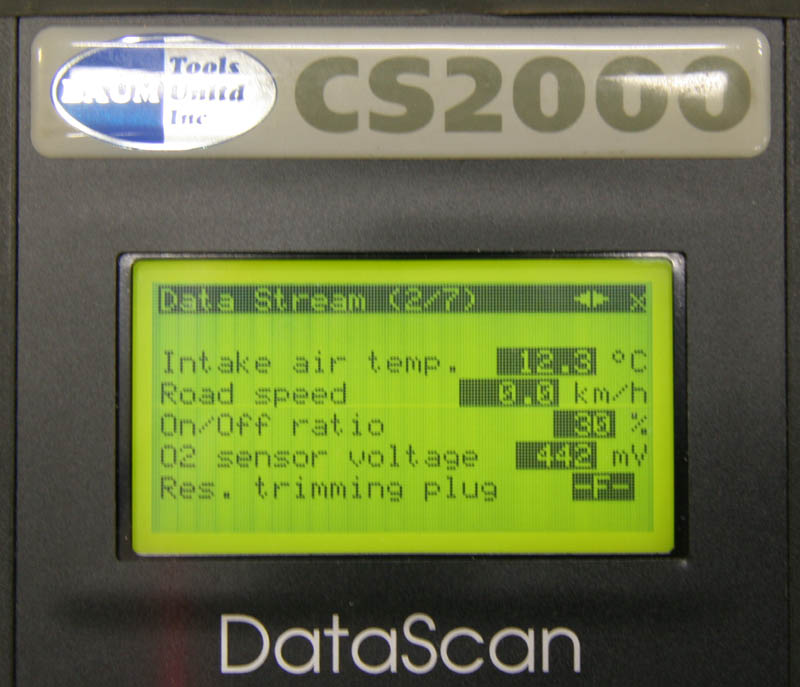 BAUM
Tools
Unltd
Inc
CS2000
Data Stream (2/7) x
Intake air temp. 12.3 °C
Road speed 0.0 km/h
On/Off ratio 30 %
O2 sensor voltage 442 mV
Res. trimming plug -F-
DataScan